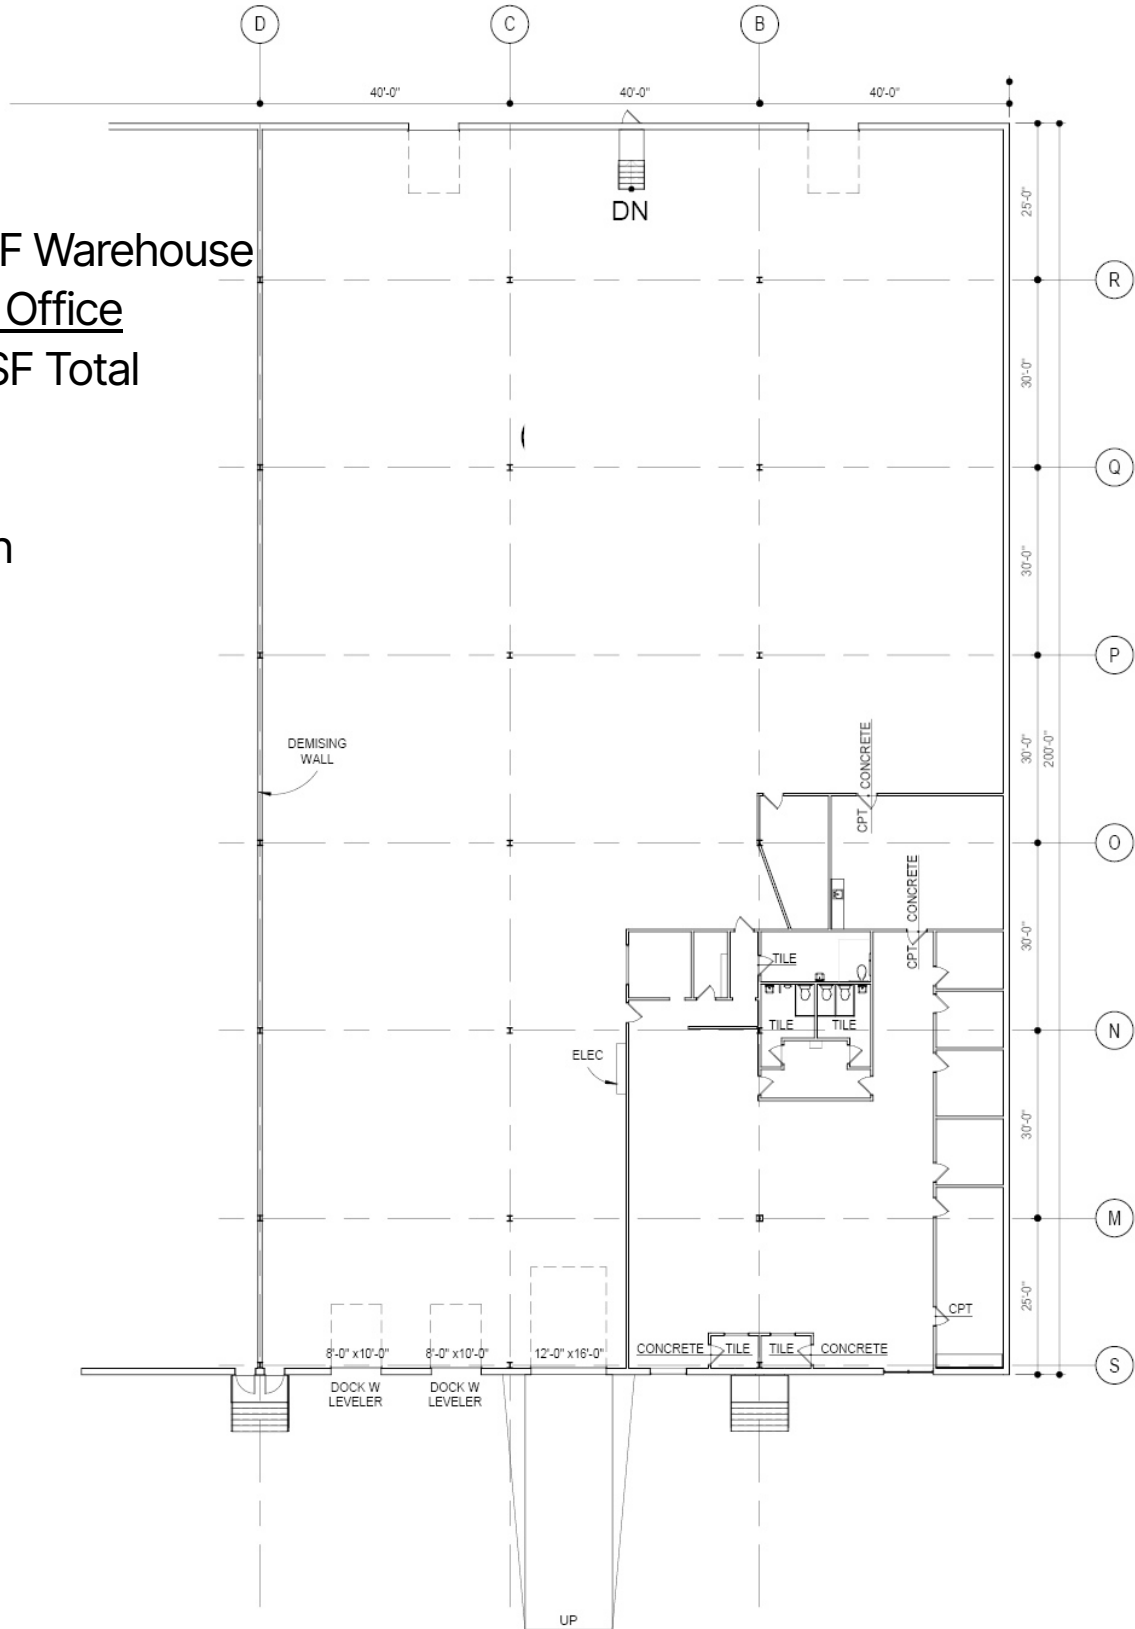 D
C
B
40'-0"
40'-0"
40'-0"
DN
25'-0"
F Warehouse
R
Office
SF Total
30'-0"
Q
30'-0"
P
DEMISING
WALL
30'-0"
200'-0"
CONCRETE
CPT
O
CONCRETE
CPT
30'-0"
TILE
TILE
TILE
N
ELEC
30'-0"
M
25'-0"
CPT
CONCRETE
TILE
TILE
CONCRETE
8'-0" x10'-0"
8'-0" x10'-0"
12'-0" x16'-0"
S
DOCK W
LEVELER
DOCK W
LEVELER
UP